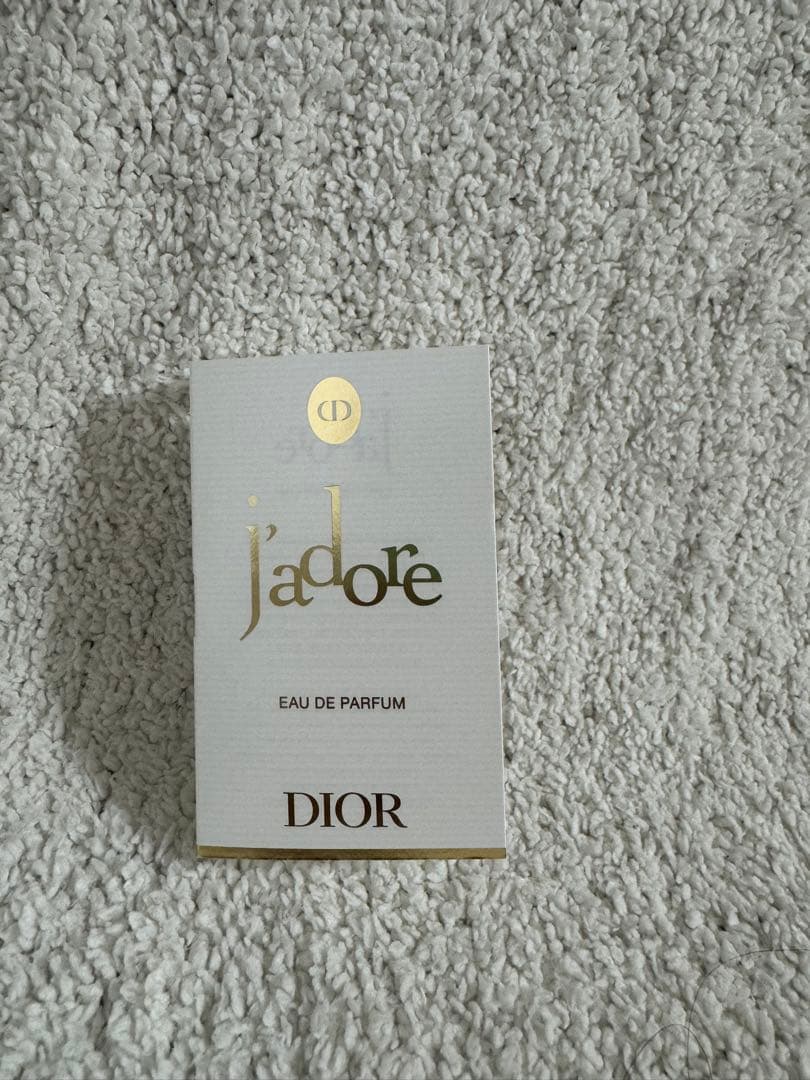 CD
j'adore
EAU DE PARFUM
DIOR